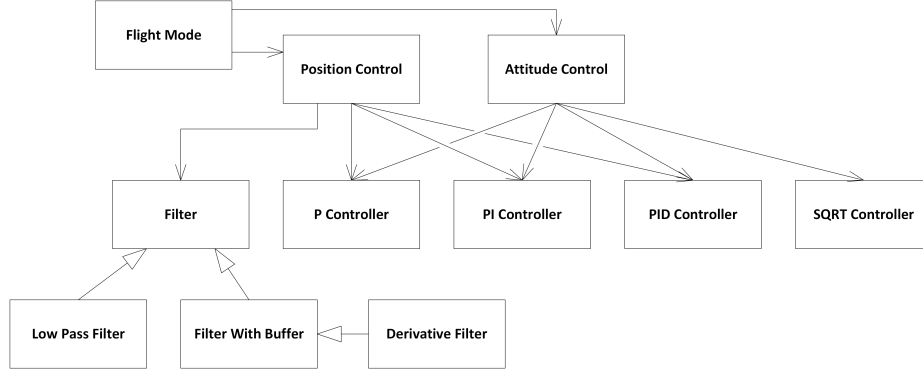 Flight Mode
Position Control
Attitude Control
Filter
P Controller
PI Controller
PID Controller
SQRT Controller
Low Pass Filter
Filter With Buffer
Derivative Filter